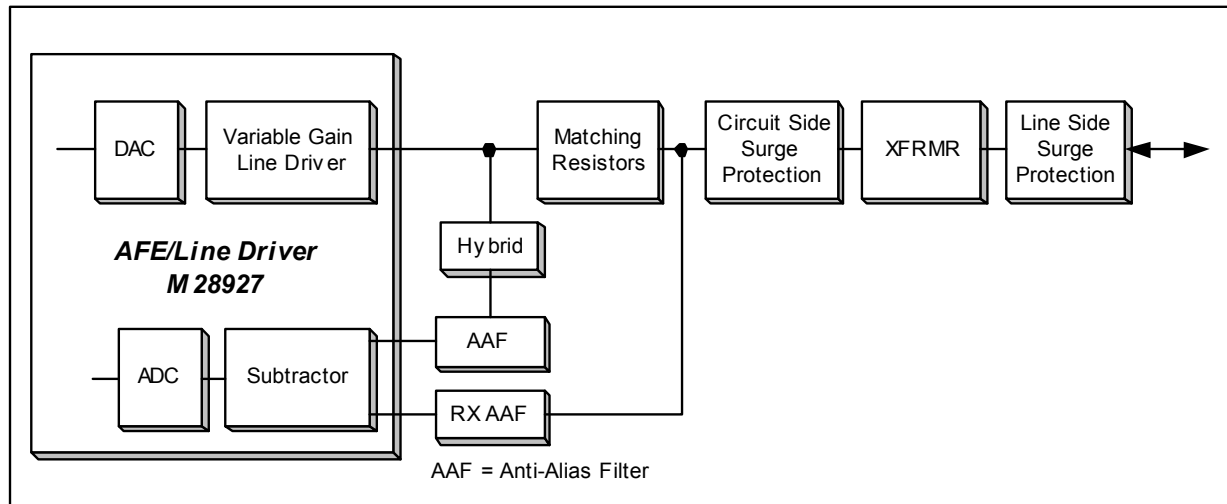 DAC
Variable Gain
Line Driver
Matching
Resistors
Circuit Side
Surge
Protection
XFRMR
Line Side
Surge
Protection
Hybrid
AFE/Line Driver
M28927
AAF
ADC
Subtractor
RX AAF
AAF = Anti-Alias Filter